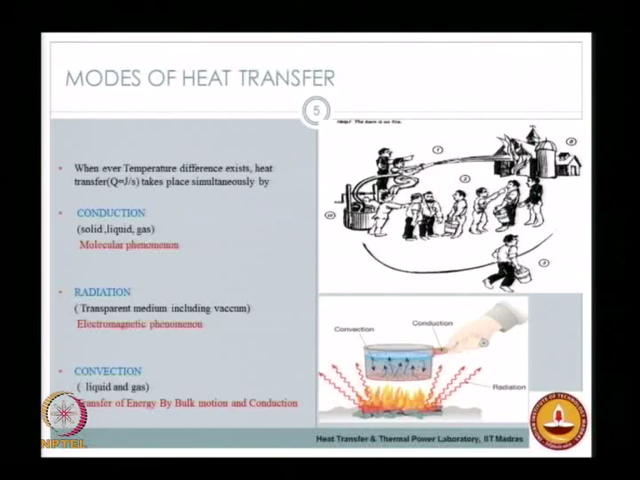 MODES OF HEAT TRANSFER
5
When ever Temperature difference exists, heat
transfer(Q=J/s) takes place simultaneously by
CONDUCTION
(solid ,liquid, gas)
Molecular phenomenon
RADIATION
( Transparent medium including vaccum)
Electromagnetic phenomenon
CONVECTION
( liquid and gas)
Transfer of Energy By Bulk motion and Conduction
Help! The barn is on fire.
Convection
Conduction
Radiation
NPTEL
Heat Transfer & Thermal Power Laboratory, IIT Madras